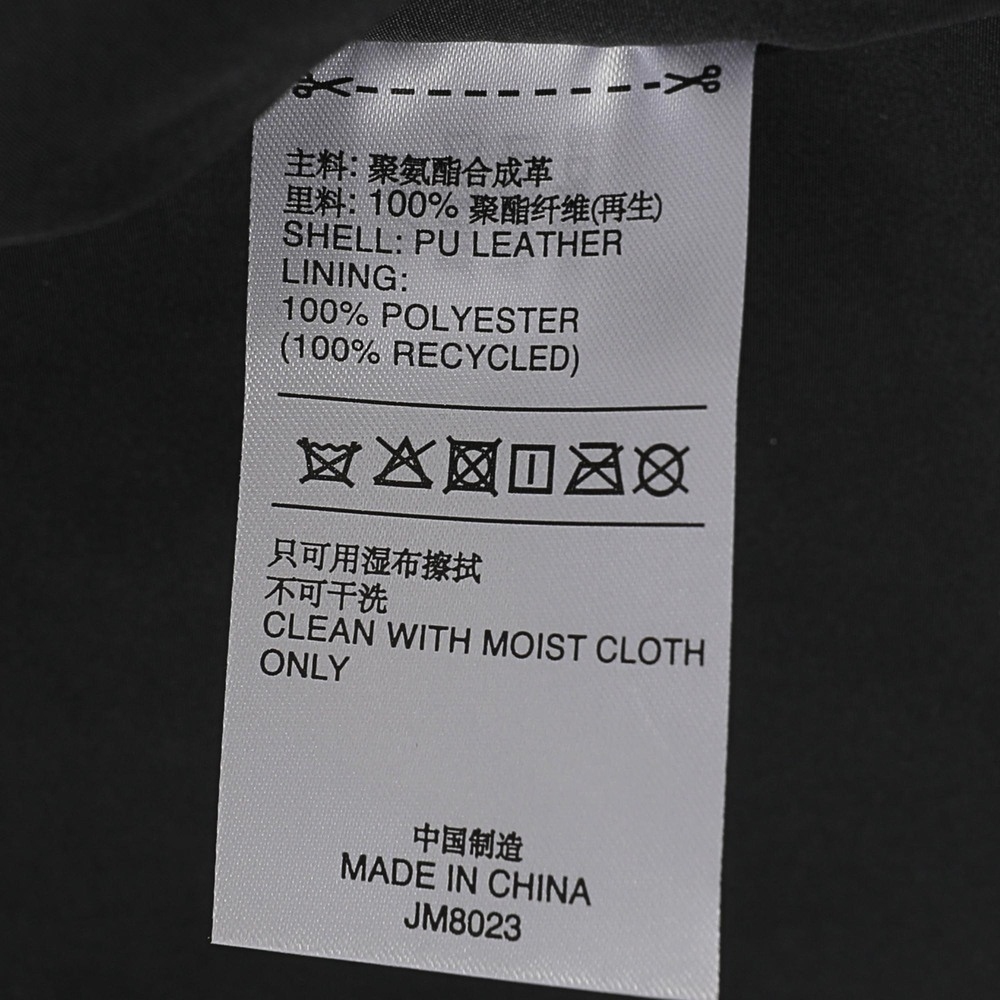 主料: 聚氨酯合成革
里料: 100% 聚酯纤维(再生)
SHELL: PU LEATHER
LINING:
100% POLYESTER
(100% RECYCLED)
只可用湿布擦拭
不可干洗
CLEAN WITH MOIST CLOTH
ONLY
中国制造
MADE IN CHINA
JM8023